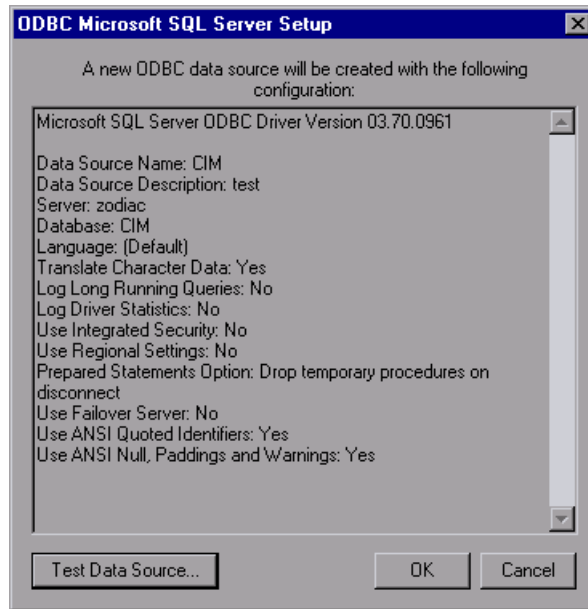 ODBC Microsoft SQL Server Setup
A new ODBC data source will be created with the following
configuration:
Microsoft SQL Server ODBC Driver Version 03.70.0961
Data Source Name: CIM
Data Source Description: test
Server: zodiac
Database: CIM
Language: (Default)
Translate Character Data: Yes
Log Long Running Queries: No
Log Driver Statistics: No
Use Integrated Security: No
Use Regional Settings: No
Prepared Statements Option: Drop temporary procedures on
disconnect
Use Failover Server: No
Use ANSI Quoted Identifiers: Yes
Use ANSI Null, Paddings and Warnings: Yes
Test Data Source...
OK
Cancel